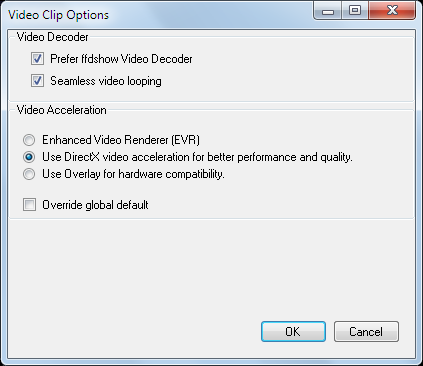 Video Clip Options
Video Decoder
Prefer ffdshow Video Decoder
Seamless video looping
Video Acceleration
Enhanced Video Renderer (EVR)
Use DirectX video acceleration for better performance and quality.
Use Overlay for hardware compatibility.
Override global default
OK Cancel